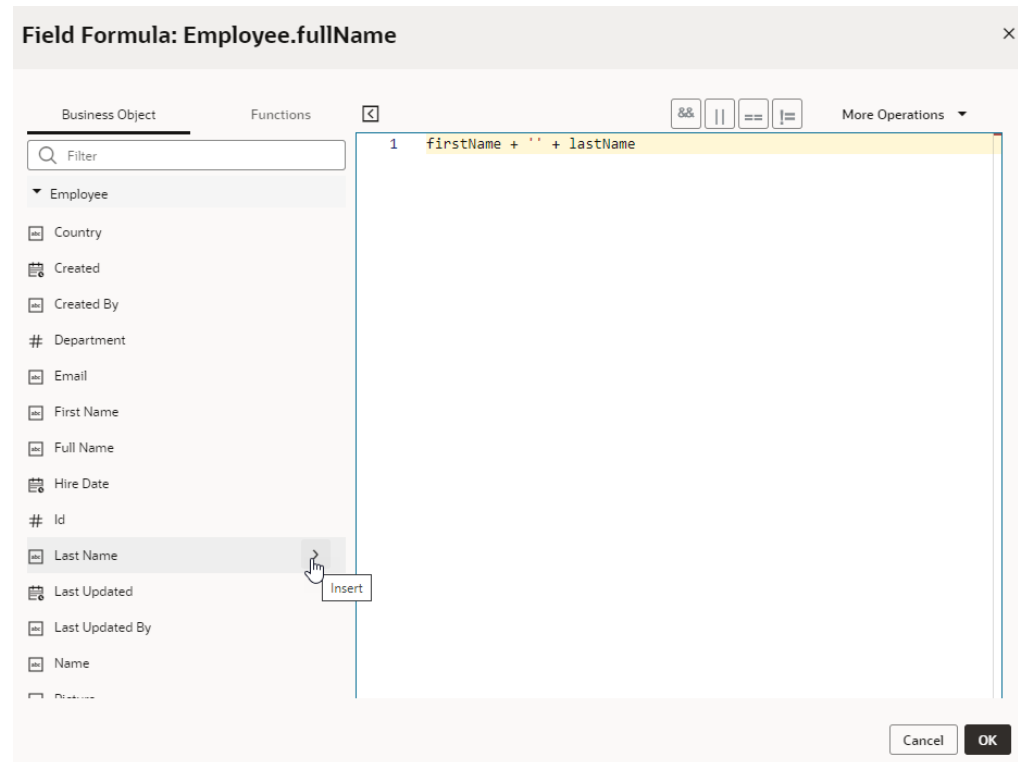 Field Formula: Employee.fullName
Business Object Functions && || == != More Operations
Filter
1 firstName + '' + lastName
Employee
Country
Created
Created By
# Department
Email
First Name
Full Name
Hire Date
# Id
Last Name
Insert
Last Updated
Last Updated By
Name
Picture
Cancel OK